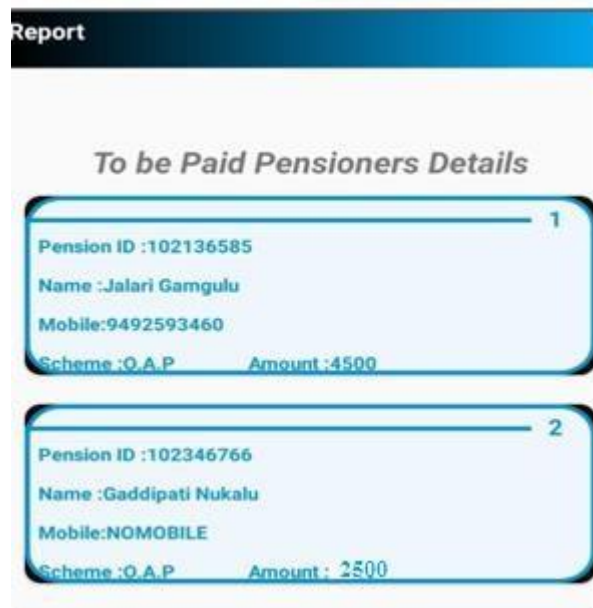 Report
To be Paid Pensioners Details
1
Pension ID :102136585
Name :Jalari Gamgulu
Mobile:9492593460
Scheme :O.A.P Amount :4500
2
Pension ID :102346766
Name :Gaddipati Nukalu
Mobile:NOMOBILE
Scheme :O.A.P Amount : 2500